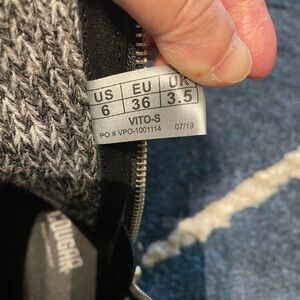 US EU UK
6 36 3.5
VITO-S
PO # VPO-1001114 07/19
COUGAR